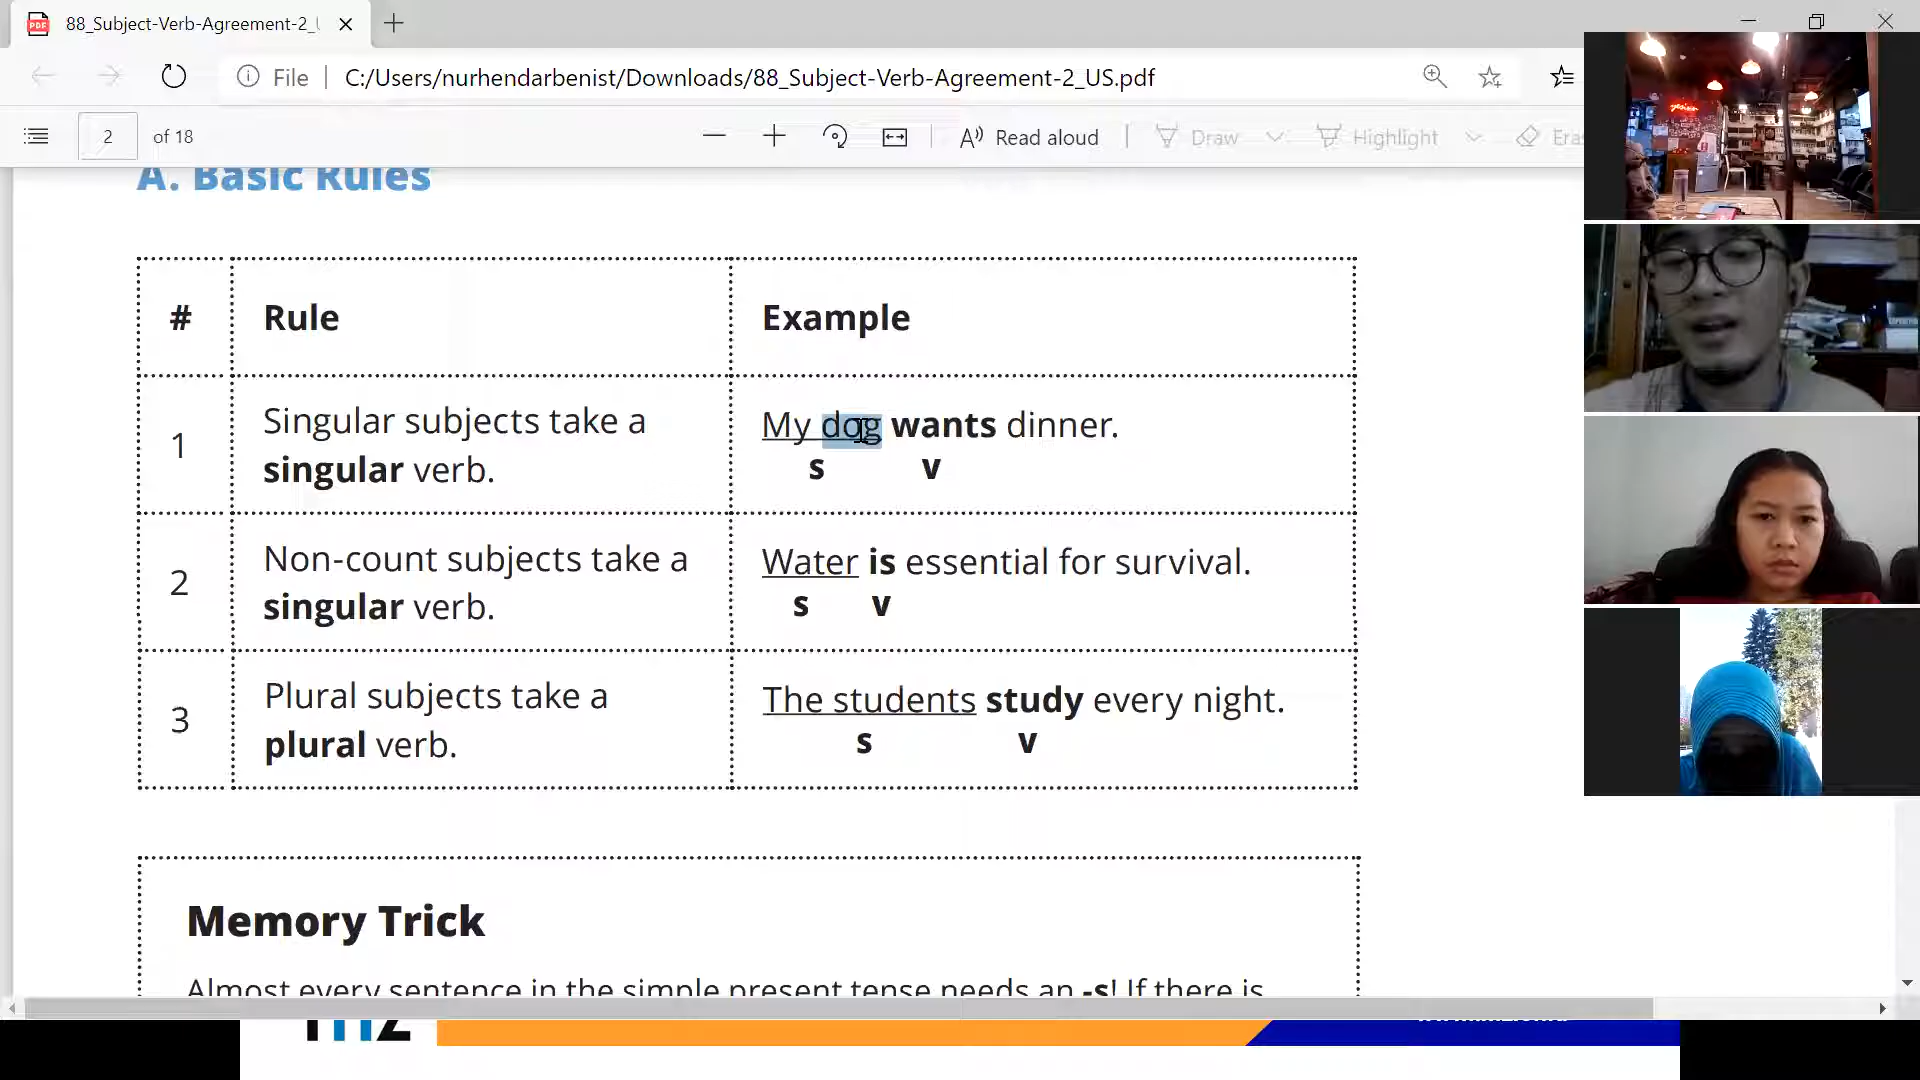 88_Subject-Verb-Agreement-2_
File
C:/Users/nurhendarbenist/Downloads/88_Subject-Verb-Agreement-2_US.pdf
2 of 18
Read aloud
Draw
Highlight
Era
A. Basic Rules
# Rule Example
1 Singular subjects take a singular verb. My dog wants dinner.
s v
2 Non-count subjects take a singular verb. Water is essential for survival.
s v
3 Plural subjects take a plural verb. The students study every night.
s v
Memory Trick
Almost every sentence in the simple present tense needs an -s! If there is